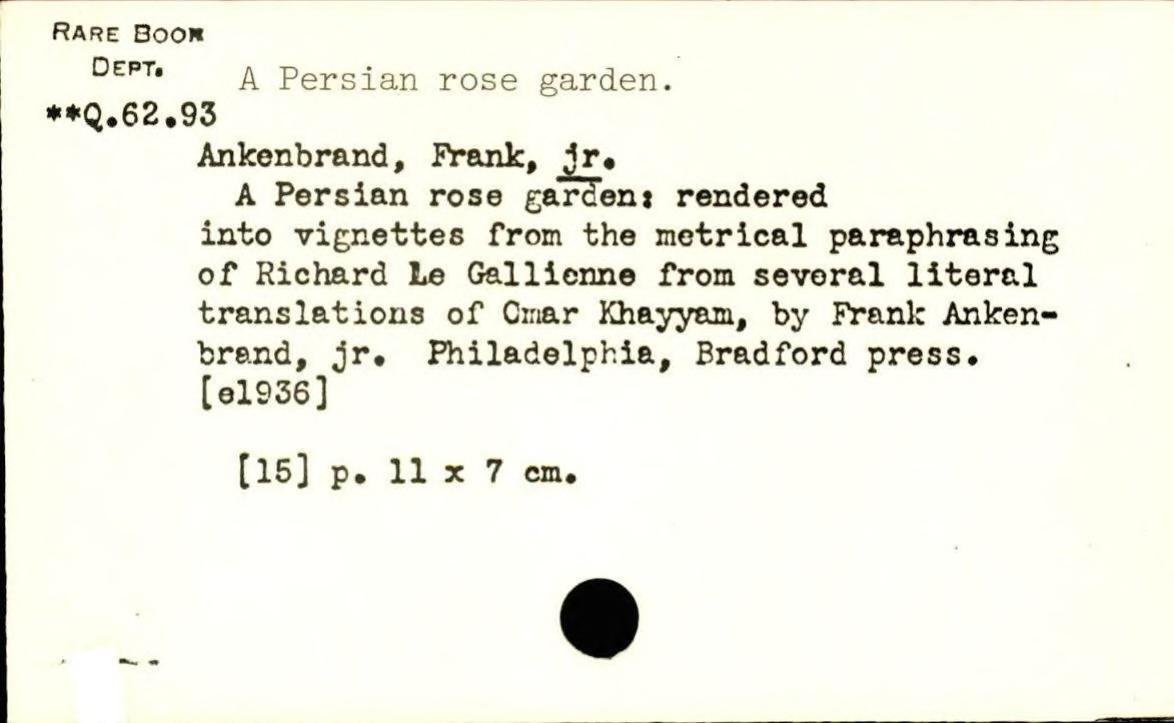 RARE BOOK
DEPT.
A Persian rose garden.
**Q.62.93
Ankenbrand, Frank, jr.
A Persian rose garden: rendered
into vignettes from the metrical paraphrasing
of Richard Le Gallienne from several literal
translations of Omar Khayyam, by Frank Anken-
brand, jr. Philadelphia, Bradford press.
[c1936]
[15] p. 11 x 7 cm.